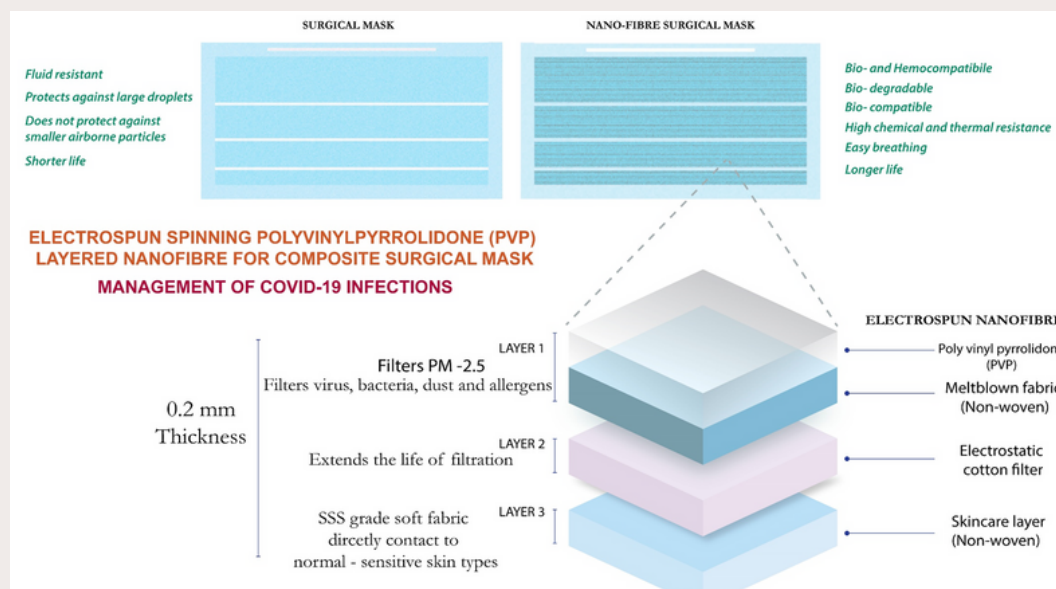 SURGICAL MASK
NANO-FIBRE SURGICAL MASK
Fluid resistant
Protects against large droplets
Does not protect against
smaller airborne particles
Shorter life
Bio- and Hemocompatibile
Bio- degradable
Bio- compatible
High chemical and thermal resistance
Easy breathing
Longer life
ELECTROSPUN SPINNING POLYVINYLPYRROLIDONE (PVP)
LAYERED NANOFIBRE FOR COMPOSITE SURGICAL MASK
MANAGEMENT OF COVID-19 INFECTIONS
ELECTROSPUN NANOFIBRE
0.2 mm
Thickness
LAYER 1
Filters PM -2.5
Filters virus, bacteria, dust and allergens
Poly vinyl pyrrolidon
(PVP)
Meltblown fabric
(Non-woven)
LAYER 2
Extends the life of filtration
Electrostatic
cotton filter
LAYER 3
SSS grade soft fabric
dircetly contact to
normal - sensitive skin types
Skincare layer
(Non-woven)